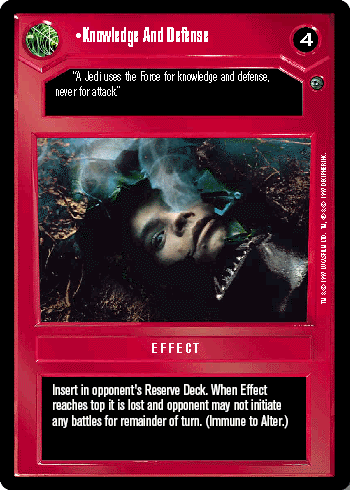 •Knowledge And Defense
4
"A Jedi uses the Force for knowledge and defense,
never for attack."
EFFECT
Insert in opponent's Reserve Deck. When Effect
reaches top it is lost and opponent may not initiate
any battles for remainder of turn. (Immune to Alter.)